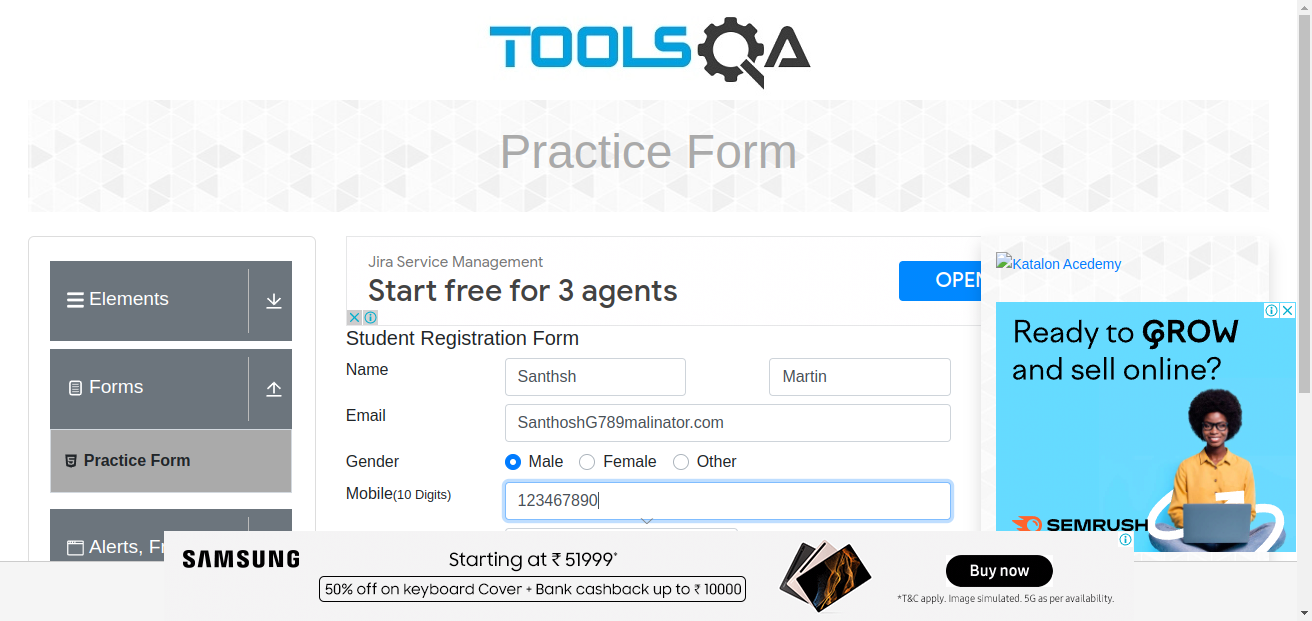 TOOLSQA
Practice Form
Elements
Forms
Practice Form
Alerts, Fr
Jira Service Management
Start free for 3 agents
OPEN
Student Registration Form
Name
Santhsh
Martin
Email
SanthoshG789malinator.com
Gender
Male
Female
Other
Mobile(10 Digits)
123467890
Katalon Acedemy
Ready to GROW
and sell online?
SEMRUSH
SAMSUNG
Starting at ₹ 51999*
50% off on keyboard Cover + Bank cashback up to ₹ 10000
Buy now
*T&C apply. Image simulated. 5G as per availability.